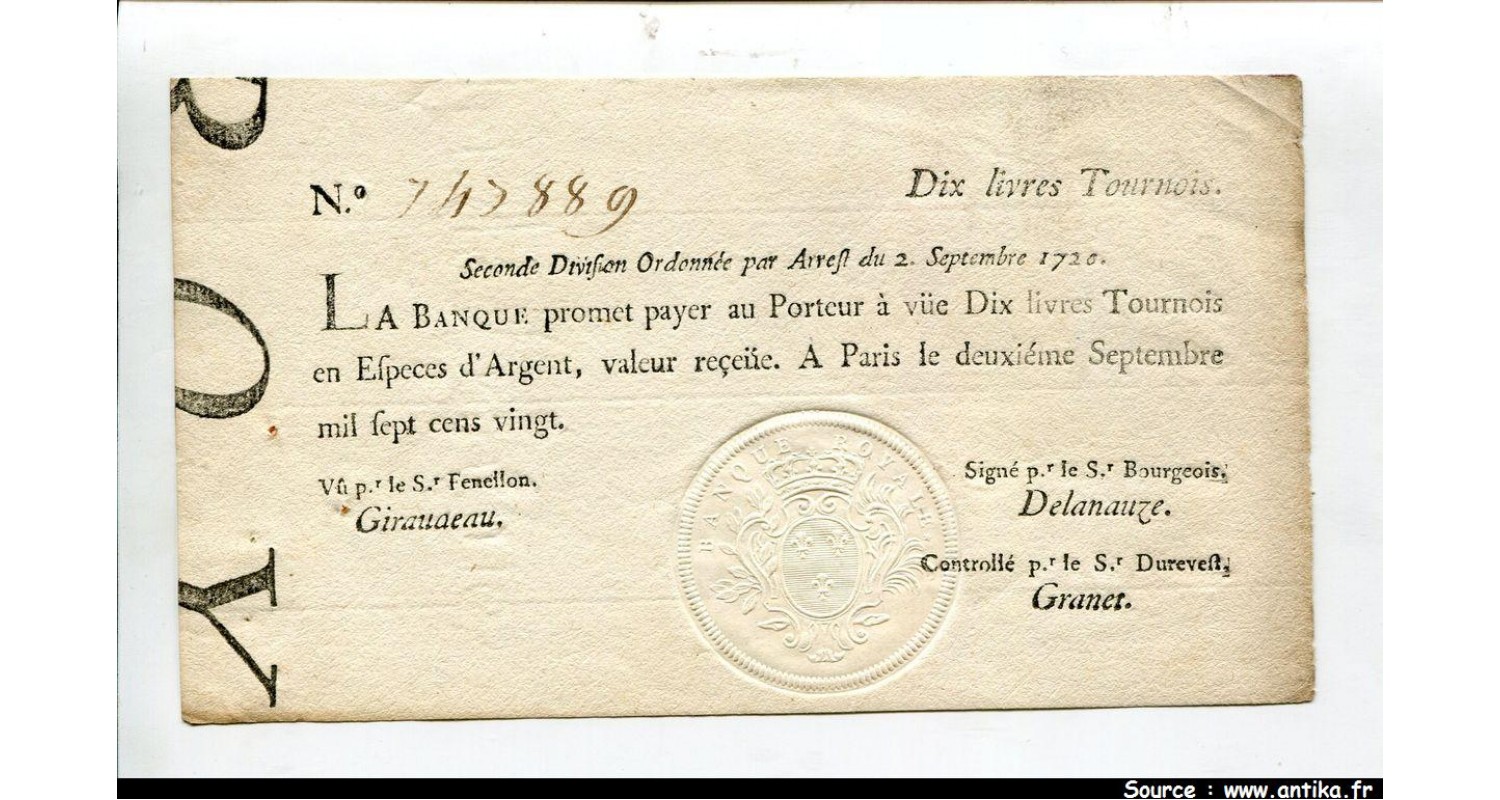 N.º 747889
Dix livres Tournois.
Seconde Diviſion Ordonnée par Arreſt du 2. Septembre 1720.
LA BANQUE promet payer au Porteur à vüe Dix livres Tournois
en Eſpeces d'Argent, valeur reçeüe. A Paris le deuxiéme Septembre
mil ſept cens vingt.
Vû p.r le S.r Fenellon.
Giraudeau.
Signé p.r le S.r Bourgeois,
Delanauze.
Controllé p.r le S.r Dureveſt,
Granet.
BANQUE ROYALE
Source : www.antika.fr